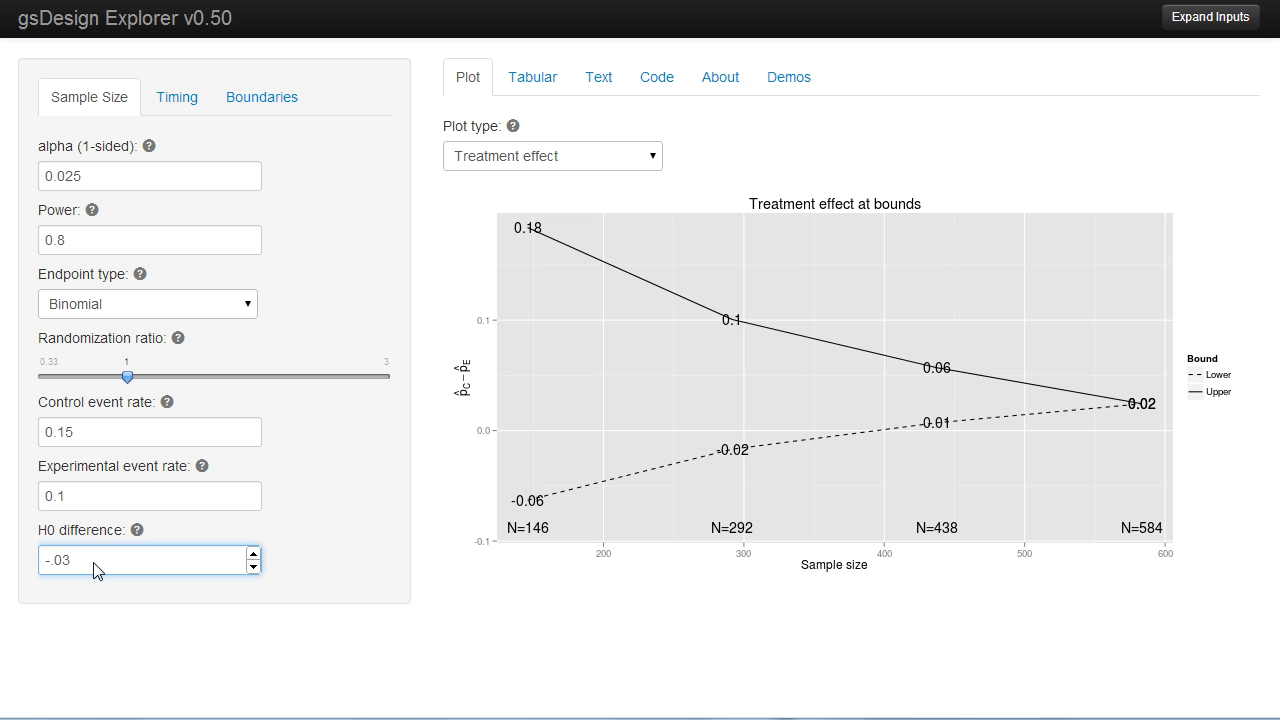 gsDesign Explorer v0.50
Expand Inputs
Sample Size
Timing
Boundaries
alpha (1-sided):
0.025
Power:
0.8
Endpoint type:
Binomial
Randomization ratio:
0.33
1
3
Control event rate:
0.15
Experimental event rate:
0.1
H0 difference:
-.03
Plot
Tabular
Text
Code
About
Demos
Plot type:
Treatment effect
Treatment effect at bounds
0.18
0.1
0.06
0.02
-0.06
-0.02
0.01
N=146
N=292
N=438
N=584
0.1
0.0
-0.1
p̂C − p̂E
200
300
400
500
600
Sample size
Bound
Lower
Upper